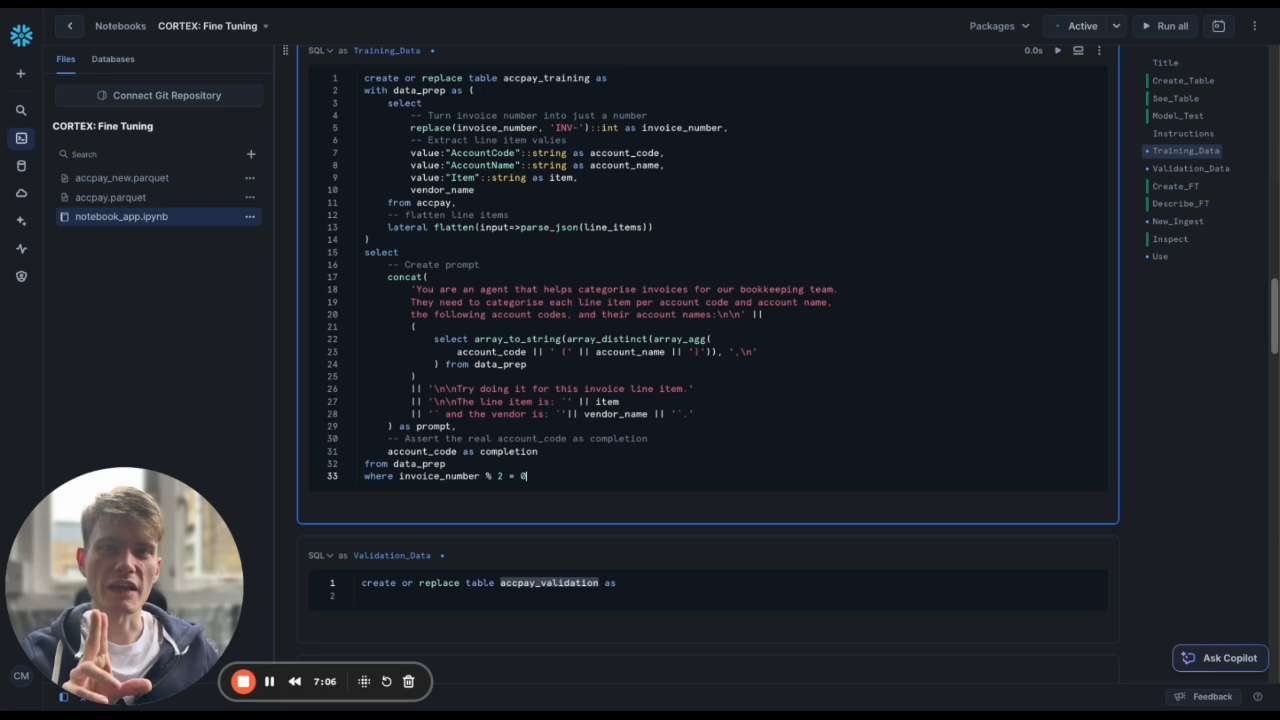 Notebooks CORTEX: Fine Tuning
Packages Active Run all
Files Databases
Connect Git Repository
CORTEX: Fine Tuning
Search
accpay_new.parquet
accpay.parquet
notebook_app.ipynb
SQL as Training_Data 0.0s
1 create or replace table accpay_training as
2 with data_prep as (
3 select
4 -- Turn invoice number into just a number
5 replace(invoice_number, 'INV-')::int as invoice_number,
6 -- Extract line item valies
7 value:"AccountCode"::string as account_code,
8 value:"AccountName"::string as account_name,
9 value:"Item"::string as item,
10 vendor_name
11 from accpay,
12 -- flatten line items
13 lateral flatten(input=>parse_json(line_items))
14 )
15 select
16 -- Create prompt
17 concat(
18 'You are an agent that helps categorise invoices for our bookkeeping team.
19 They need to categorise each line item per account code and account name,
20 the following account codes, and their account names:\n\n' ||
21 (
22 select array_to_string(array_distinct(array_agg(
23 account_code || ' (' || account_name || ')')), ',\n'
24 ) from data_prep
25 )
26 || '\n\nTry doing it for this invoice line item.'
27 || '\n\nThe line item is: `' || item
28 || '` and the vendor is: `'|| vendor_name || '`.'
29 ) as prompt,
30 -- Assert the real account_code as completion
31 account_code as completion
32 from data_prep
33 where invoice_number % 2 = 0
SQL as Validation_Data
1 create or replace table accpay_validation as
2
Title
Create_Table
See_Table
Model_Test
Instructions
Training_Data
Validation_Data
Create_FT
Describe_FT
New_Ingest
Inspect
Use
Ask Copilot
CM
7:06
Feedback